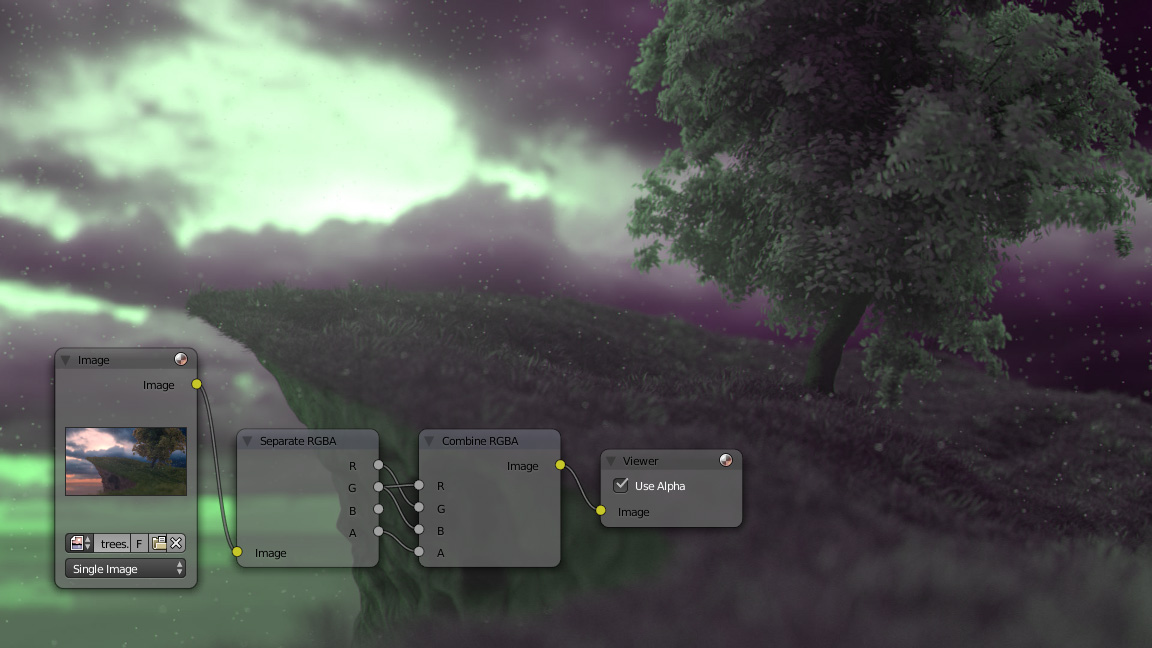 Image
Image
trees.
F
Single Image
Separate RGBA
R
G
B
A
Image
Combine RGBA
Image
R
G
B
A
Viewer
Use Alpha
Image